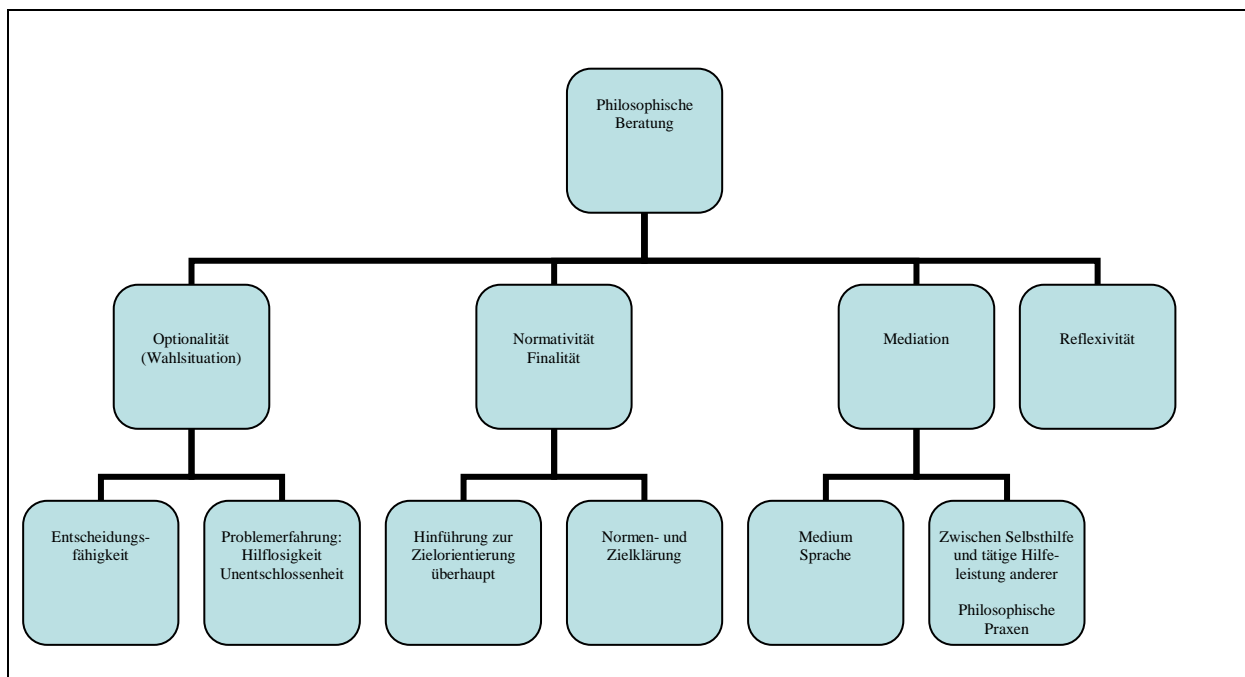 Philosophische
Beratung
Optionalität
(Wahlsituation)
Normativität
Finalität
Mediation
Reflexivität
Entscheidungs-
fähigkeit
Problemerfahrung:
Hilflosigkeit
Unentschlossenheit
Hinführung zur
Zielorientierung
überhaupt
Normen- und
Zielklärung
Medium
Sprache
Zwischen Selbsthilfe
und tätige Hilfe-
leistung anderer
Philosophische
Praxen